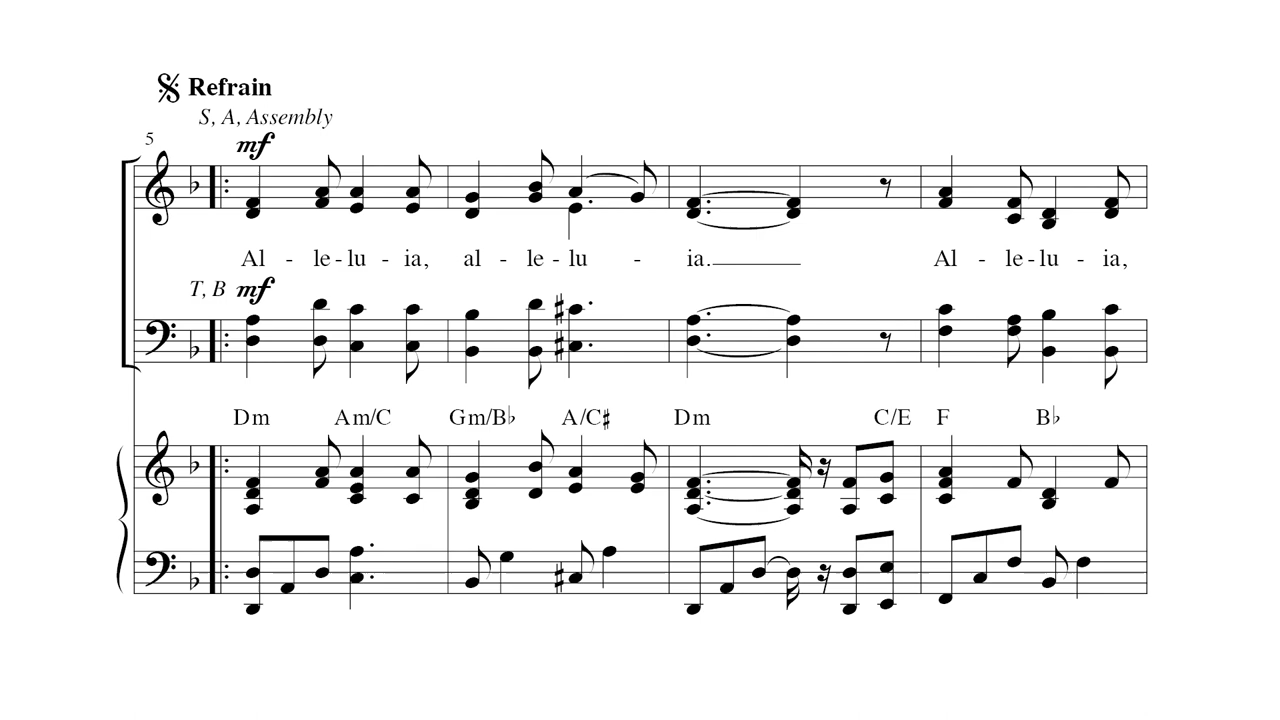 Refrain
S, A, Assembly
5
mf
Al - le - lu - ia, al - le - lu - ia. Al - le - lu - ia,
T, B mf
Dm Am/C Gm/B♭ A/C♯ Dm C/E F B♭